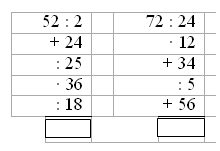 52 : 2 72 : 24
+ 24 · 12
: 25 + 34
· 36 : 5
: 18 + 56